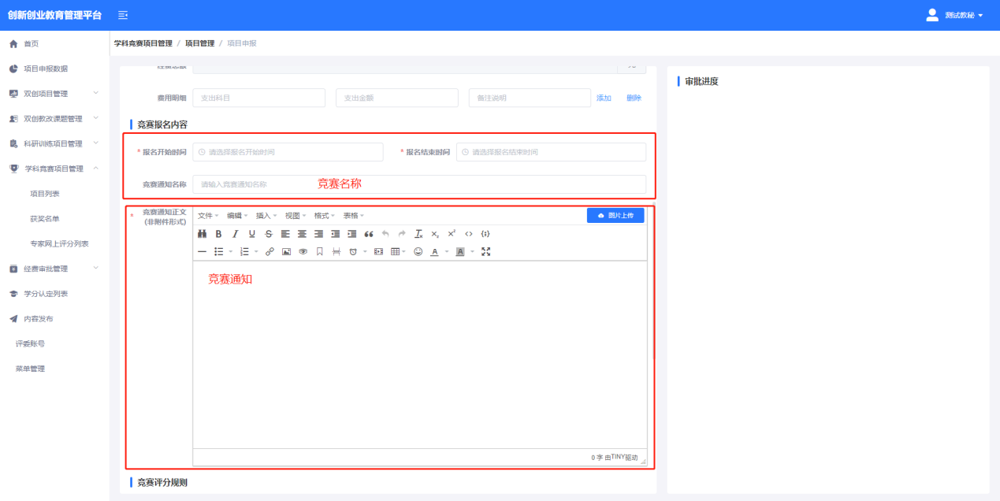 创新创业教育管理平台
测试教秘
首页
项目申报数据
双创项目管理
双创教改课题管理
科研训练项目管理
学科竞赛项目管理
项目列表
获奖名单
专家网上评分列表
经费审批管理
学分认定列表
内容发布
评委账号
菜单管理
学科竞赛项目管理 / 项目管理 / 项目申报
费用明细 支出科目 支出金额 备注说明 添加 删除
竞赛报名内容
* 报名开始时间 请选择报名开始时间 * 报名结束时间 请选择报名结束时间
竞赛通知名称 请输入竞赛通知名称 竞赛名称
* 竞赛通知正文
(非附件形式)
文件 编辑 插入 视图 格式 表格 图片上传
竞赛通知
0 字 由TINY驱动
竞赛评分规则
审批进度